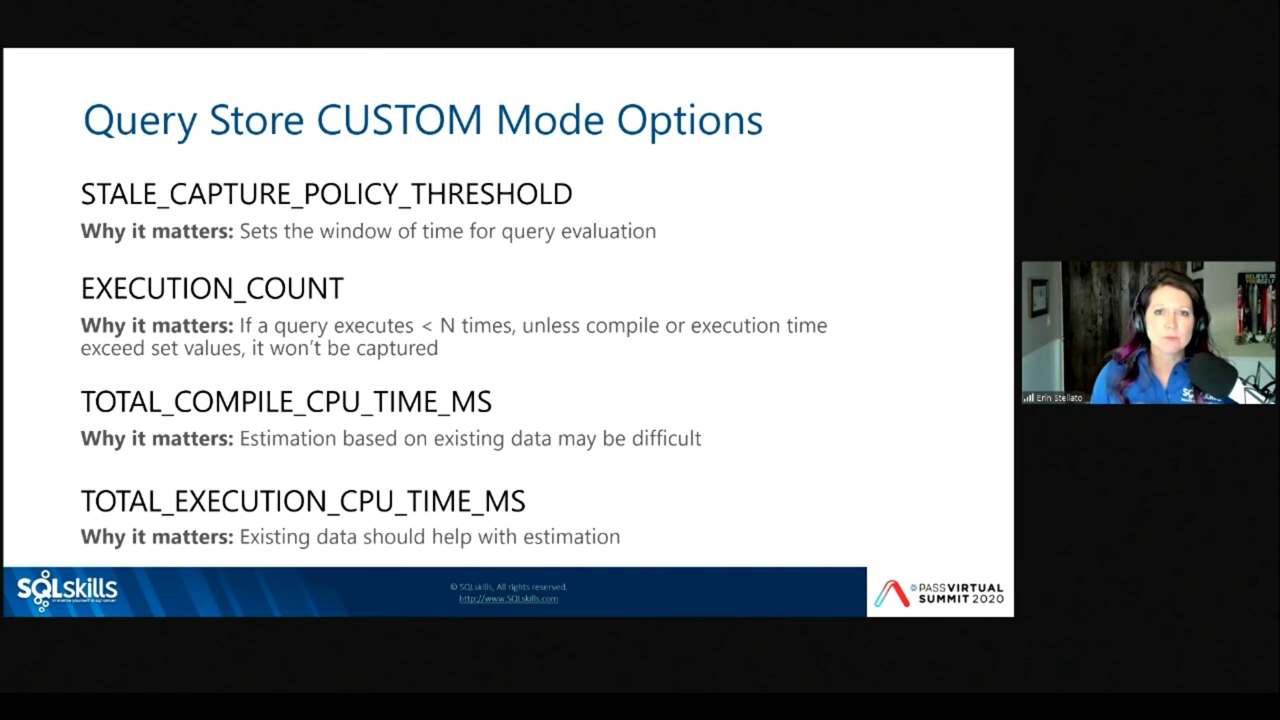 Query Store CUSTOM Mode Options
STALE_CAPTURE_POLICY_THRESHOLD
Why it matters: Sets the window of time for query evaluation
EXECUTION_COUNT
Why it matters: If a query executes < N times, unless compile or execution time
exceed set values, it won’t be captured
TOTAL_COMPILE_CPU_TIME_MS
Why it matters: Estimation based on existing data may be difficult
TOTAL_EXECUTION_CPU_TIME_MS
Why it matters: Existing data should help with estimation
SQLskills
© SQLskills, All rights reserved.
http://www.SQLskills.com
PASS VIRTUAL
SUMMIT 2020
BELIEVE IN
YOURSELF
Erin Stellato